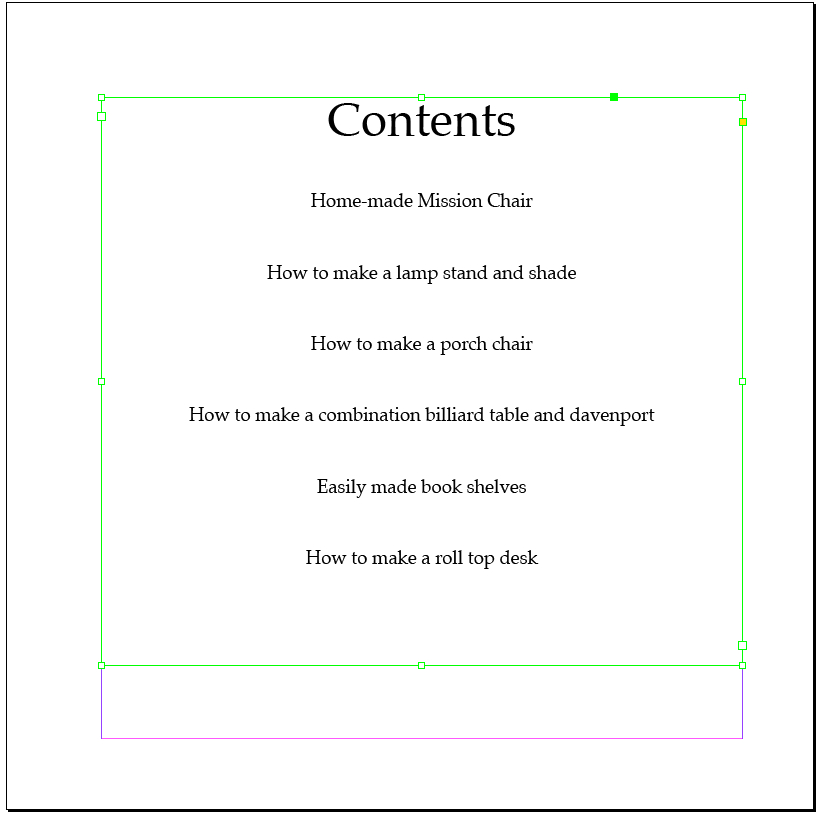 Contents
Home-made Mission Chair
How to make a lamp stand and shade
How to make a porch chair
How to make a combination billiard table and davenport
Easily made book shelves
How to make a roll top desk